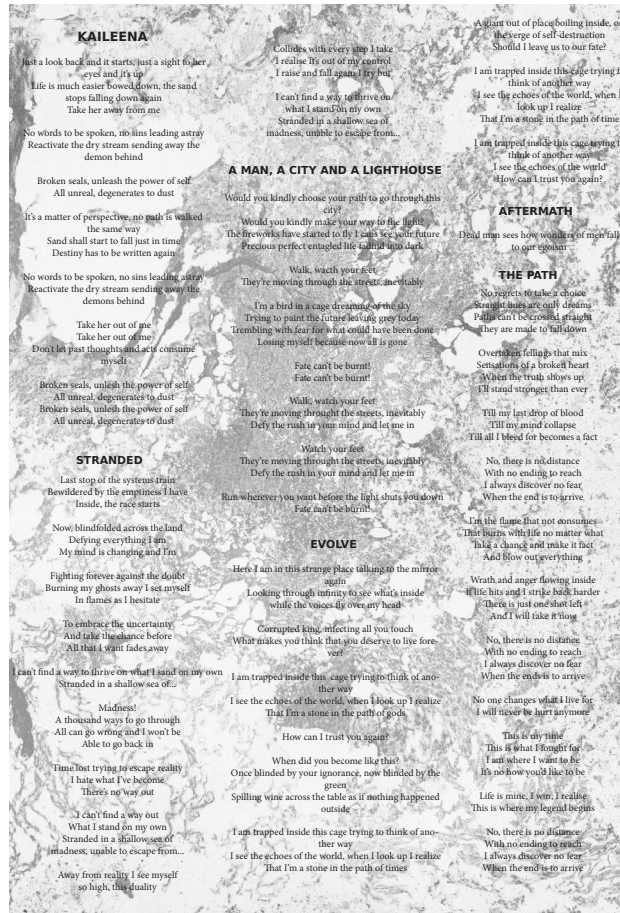 KAILEENA
Just a look back and it starts, just a sight to her
eyes and it's up
Life is much easier bowed down, the sand
stops falling down again
Take her away from me
No words to be spoken, no sins leading astray
Reactivate the dry stream sending away the
demon behind
Broken seals, unleash the power of self
All unreal, degenerates to dust
It's a matter of perspective, no path is walked
the same way
Sand shall start to fall just in time
Destiny has to be written again
No words to be spoken, no sins leading astray
Reactivate the dry stream sending away the
demons behind
Take her out of me
Take her out of me
Don't let past thoughts and acts consume
myself
Broken seals, unlesh the power of self
All unreal, degenerates to dust
Broken seals, unlesh the power of self
All unreal, degenerates to dust
STRANDED
Last stop of the systems train
Bewildered by the emptiness I have
Inside, the race starts
Now, blindfolded across the land
Defying everything I am
My mind is changing and I'm
Fighting forever against the doubt
Burning my ghosts away I set myself
In flames as I hesitate
To embrace the uncertainty
And take the chance before
All that I want fades away
I can't find a way to thrive on what I sand on my own
Stranded in a shallow sea of...
Madness!
A thousand ways to go through
All can go wrong and I won't be
Able to go back in
Time lost trying to escape reality
I hate what I've become
There's no way out
I can't find a way out
What I stand on my own
Stranded in a shallow sea of
madness, unable to escape from...
Away from reality I see myself
so high, this duality
Collides with every step I take
I realise It's out of my control
I raise and fall again I try but
I can't find a way to thrive on
what I stand on my own
Stranded in a shallow sea of
madness, unable to escape from...
A MAN, A CITY AND A LIGHTHOUSE
Would you kindly choose your path to go through this
city?
Would you kindly make your way to the light?
The fireworks have started to fly I cans see your future
Precious perfect entagled life fadind into dark
Walk, wacth your feet
They're moving through the streets, inevitably
I'm a bird in a cage dreaming of the sky
Trying to paint the future leaving grey today
Trembling with fear for what could have been done
Losing myself because now all is gone
Fate can't be burnt!
Fate can't be burnt!
Walk, watch your feet
They're moving throught the streets, inevitably
Defy the rush in your mind and let me in
Watch your feet
They're moving throught the streets, inevitably
Defy the rush in your mind and let me in
Run wherever you want before the light shuts you down
Fate can't be burnt!
EVOLVE
Here I am in this strange place talking to the mirror
again
Looking through infinity to see what's inside
while the voices fly over my head
Corrupted king, infecting all you touch
What makes you think that you deserve to live fore-
ver?
I am trapped inside this cage trying to think of ano-
ther way
I see the echoes of the world, when I look up I realize
That I'm a stone in the path of gods
How can I trust you again?
When did you become like this?
Once blinded by your ignorance, now blinded by the
green
Spilling wine across the table as if nothing happened
outside
I am trapped inside this cage trying to think of ano-
ther way
I see the echoes of the world, when I look up I realize
That I'm a stone in the path of times
A giant out of place boiling inside,
the verge of self-destruction
Should I leave us to our fate?
I am trapped inside this cage trying
think of another way
I see the echoes of the world, when
look up I realize
That I'm a stone in the path of time
I am trapped inside this cage trying
think of another way
I see the echoes of the world
How can I trust you again?
AFTERMATH
Dead man sees how wonders of men fall
to our egoism
THE PATH
No regrets to take a choice
Straight lines are only dreams
Paths can't be crossed straight
They are made to fall down
Overtaken fellings that mix
Sensations of a broken heart
When the truth shows up
I'll stand stronger than ever
Till my last drop of blood
Till my mind collapse
Till all I bleed for becomes a fact
No, there is no distance
With no ending to reach
I always discover no fear
When the end is to arrive
I'm the flame that not consumes
That burns with life no matter what
Take a chance and make it fact
And blow out everything
Wrath and anger flowing inside
If life hits and I strike back harder
There is just one shot left
And I will take it now
No, there is no distance
With no ending to reach
I always discover no fear
When the ends is to arrive
No one changes what I live for
I will never be hurt anymore
This is my time
This is what I fought for
I am where I want to be
It's no how you'd like to be
Life is mine, I win, I realise
This is where my legend begins
No, there is no distance
With no ending to reach
I always discover no fear
When the ends is to arrive